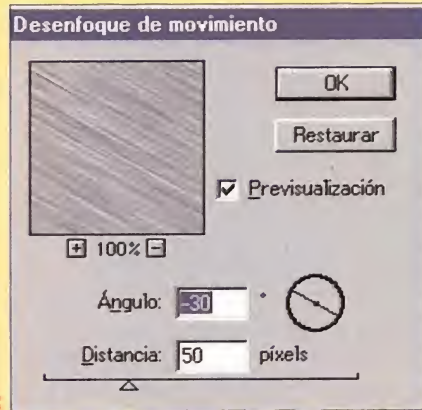 Desenfoque de movimiento
OK
Restaurar
Previsualización
+ 100% -
Ángulo: -30 °
Distancia: 50 píxels